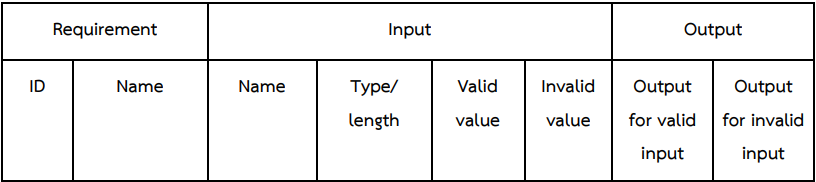 Requirement Input Output
ID Name Name Type/ Valid Invalid Output Output
length value value for valid for invalid
input input